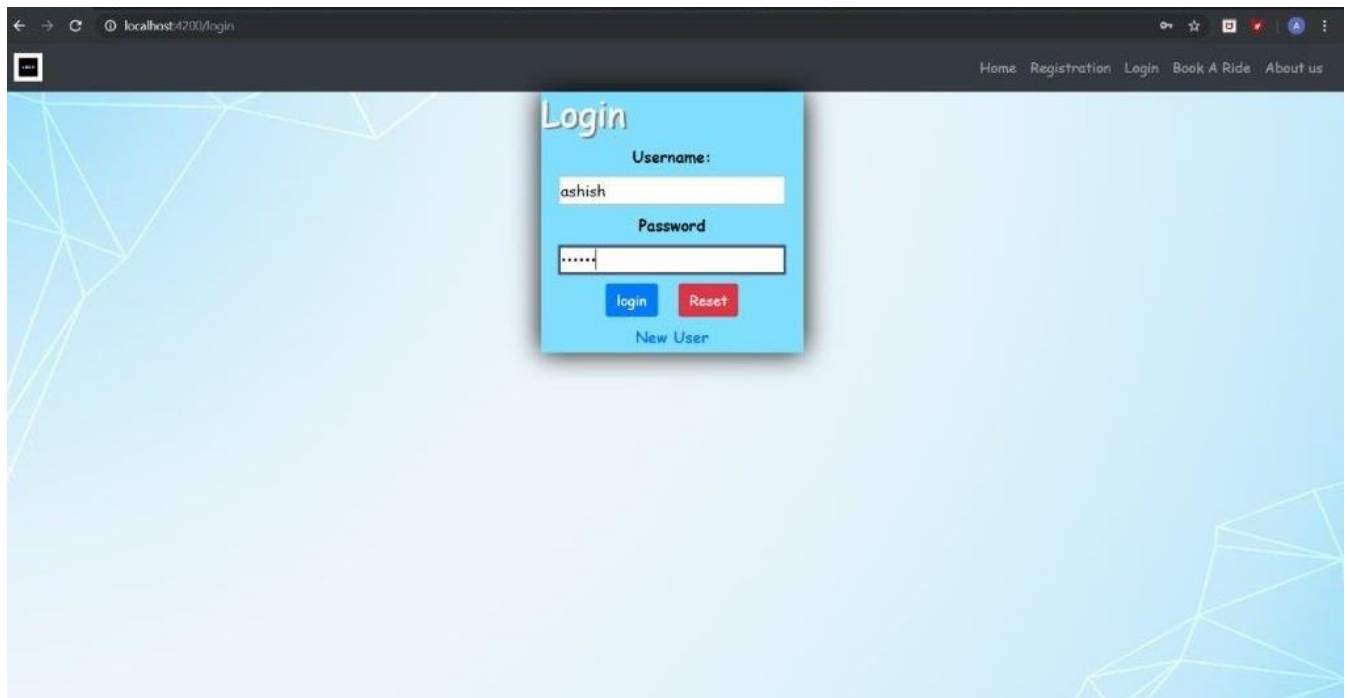 localhost:4200/login
Home Registration Login Book A Ride About us
Login
Username:
ashish
Password
••••••
login Reset
New User